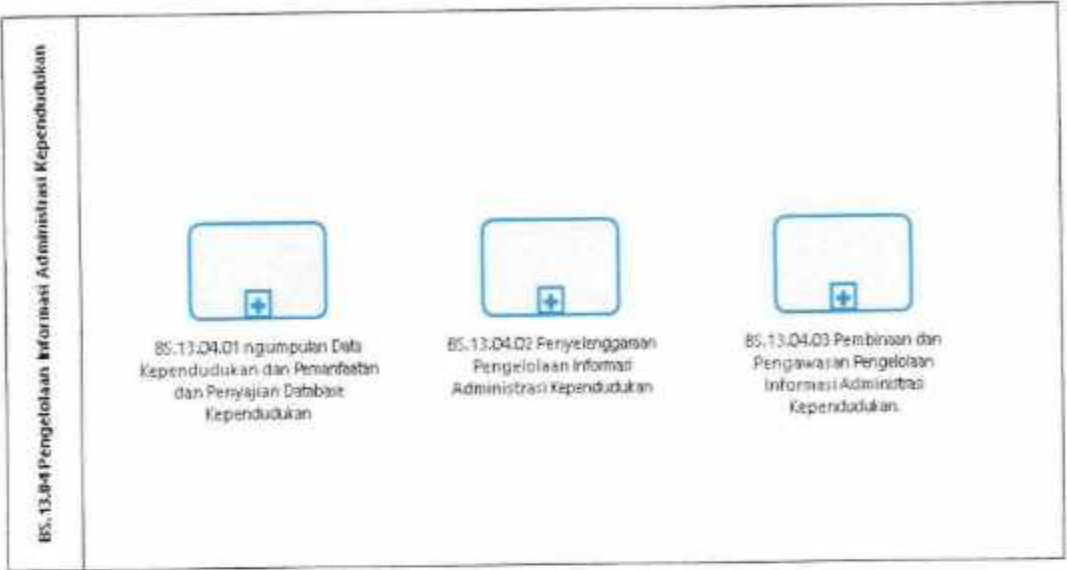 BS.13.04 Pengelolaan Informasi Administrasi Kependudukan
BS.13.04.01 ngumpulan Data
Kependudukan dan Pemanfaatan
dan Penyajian Database
Kependudukan
BS.13.04.02 Penyelenggaraan
Pengelolaan Informasi
Administrasi Kependudukan
BS.13.04.03 Pembinaan dan
Pengawasan Pengelolaan
Informasi Administrasi
Kependudukan.